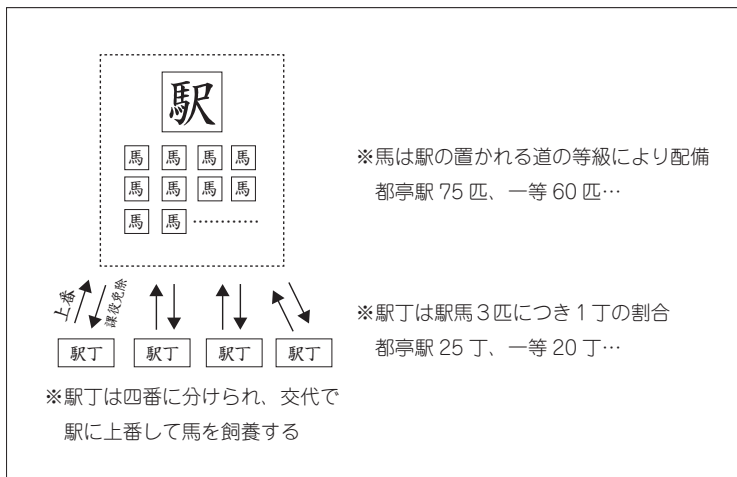 駅
馬 馬 馬 馬
馬 馬 馬 馬
馬 馬 …………
※馬は駅の置かれる道の等級により配備
都亭駅 75 匹、一等 60 匹…
上番
課役免除
※駅丁は駅馬３匹につき１丁の割合
都亭駅 25 丁、一等 20 丁…
駅丁 駅丁 駅丁 駅丁
※駅丁は四番に分けられ、交代で
駅に上番して馬を飼養する